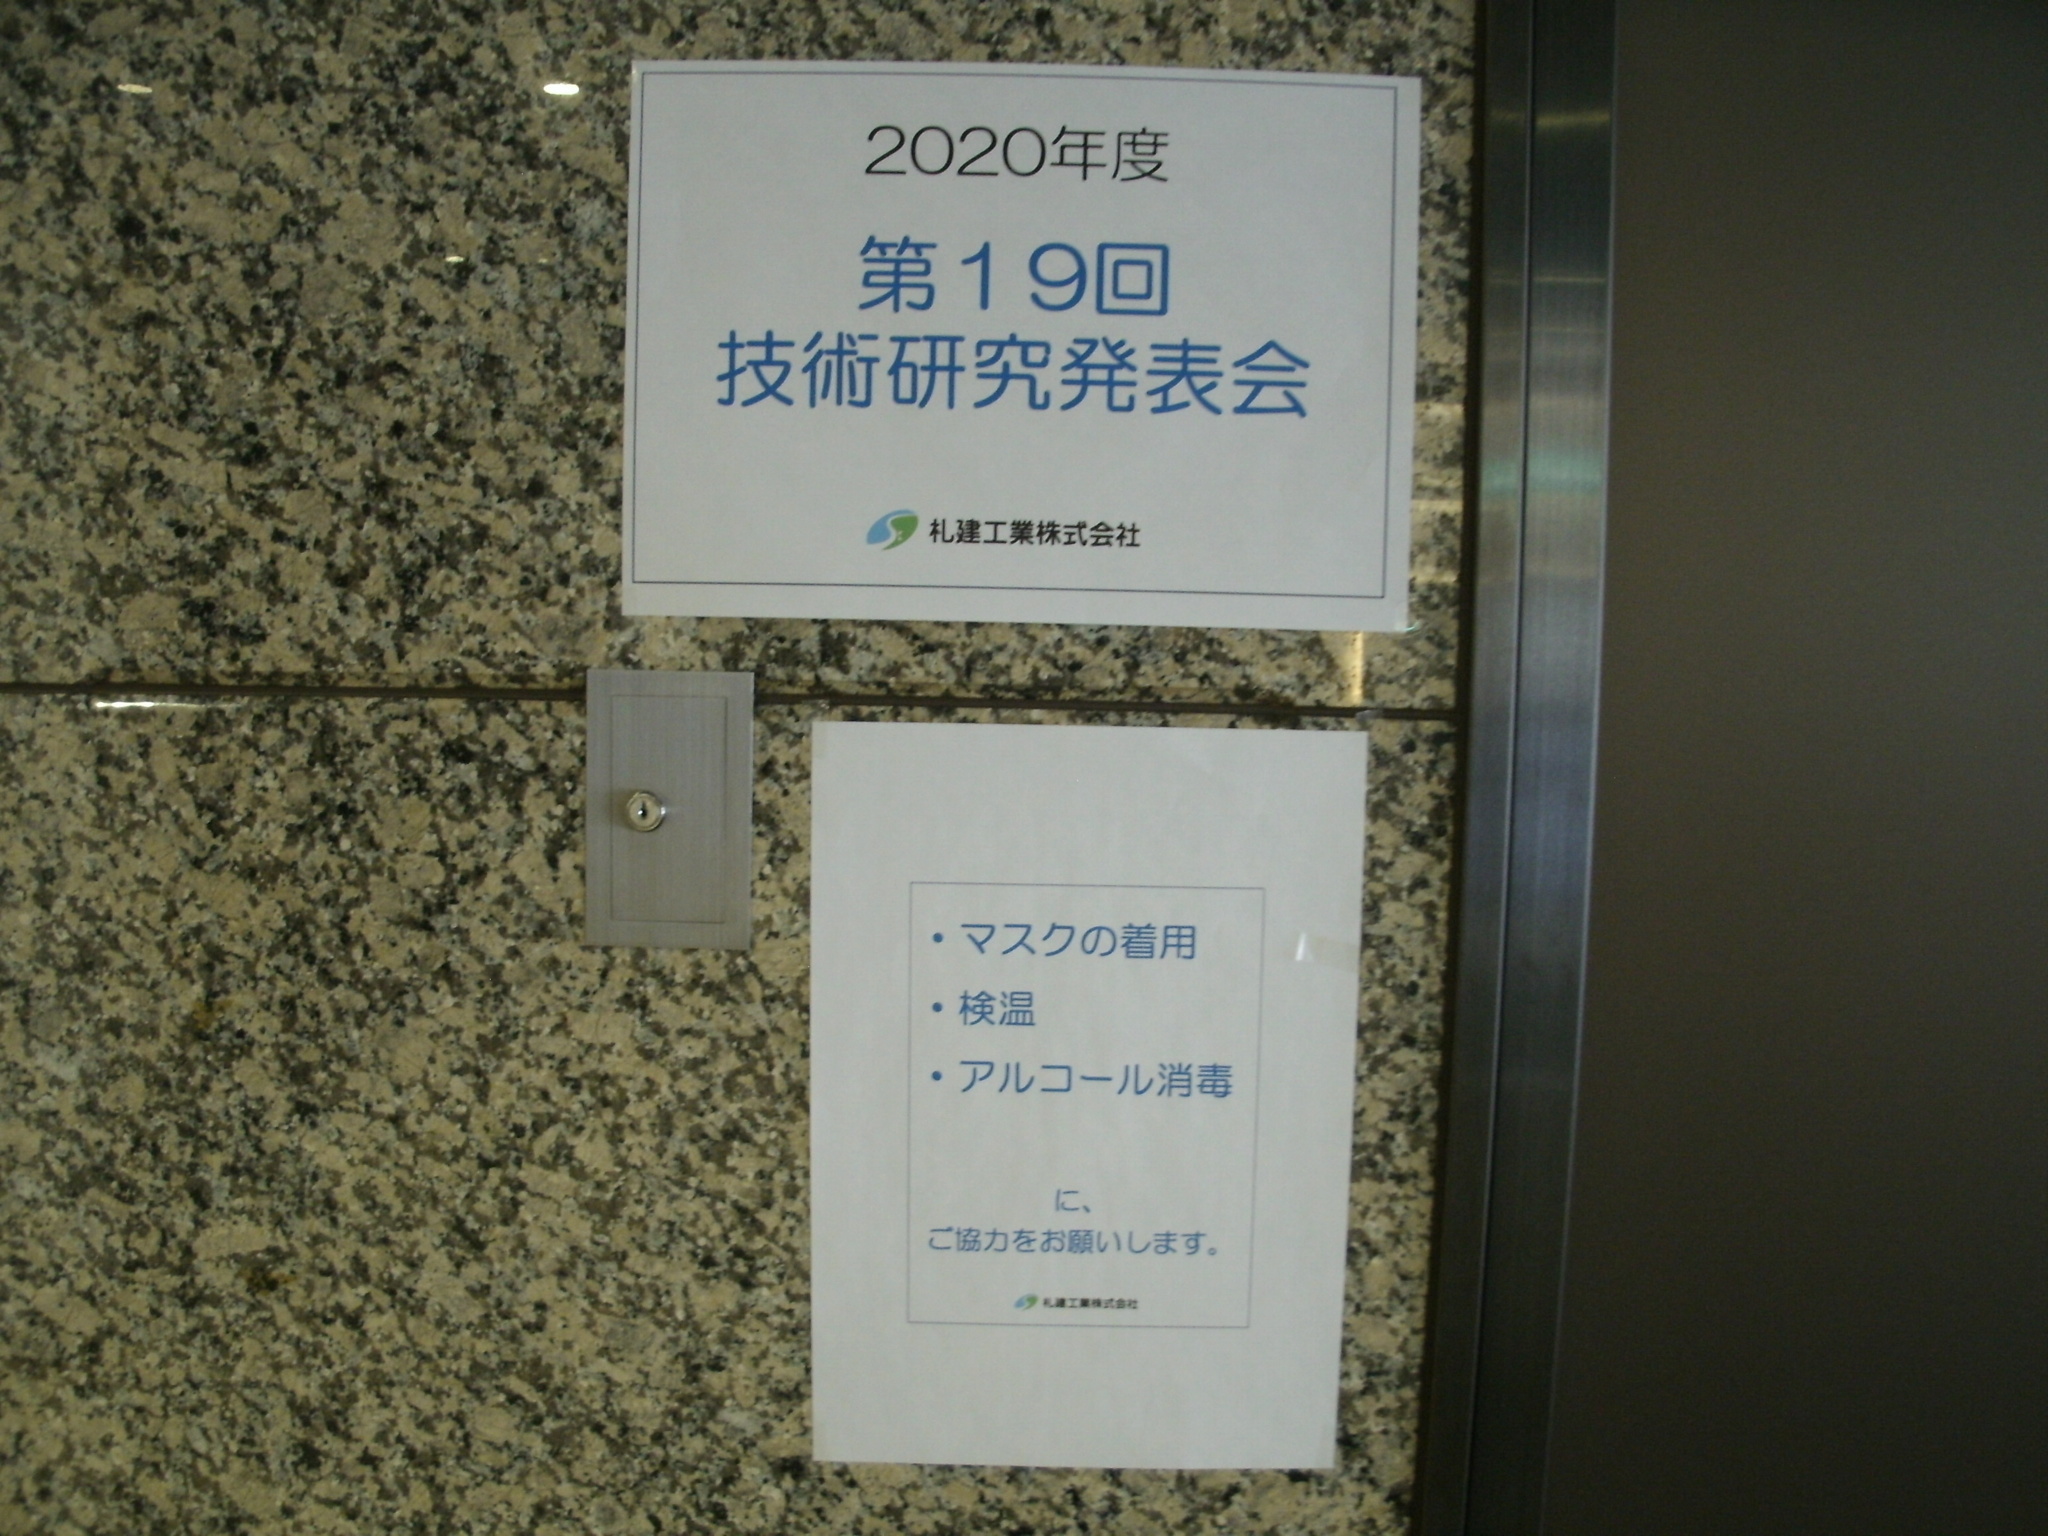 2020年度
第19回
技術研究発表会
札建工業株式会社
・マスクの着用
・検温
・アルコール消毒
に、
ご協力をお願いします。
札建工業株式会社